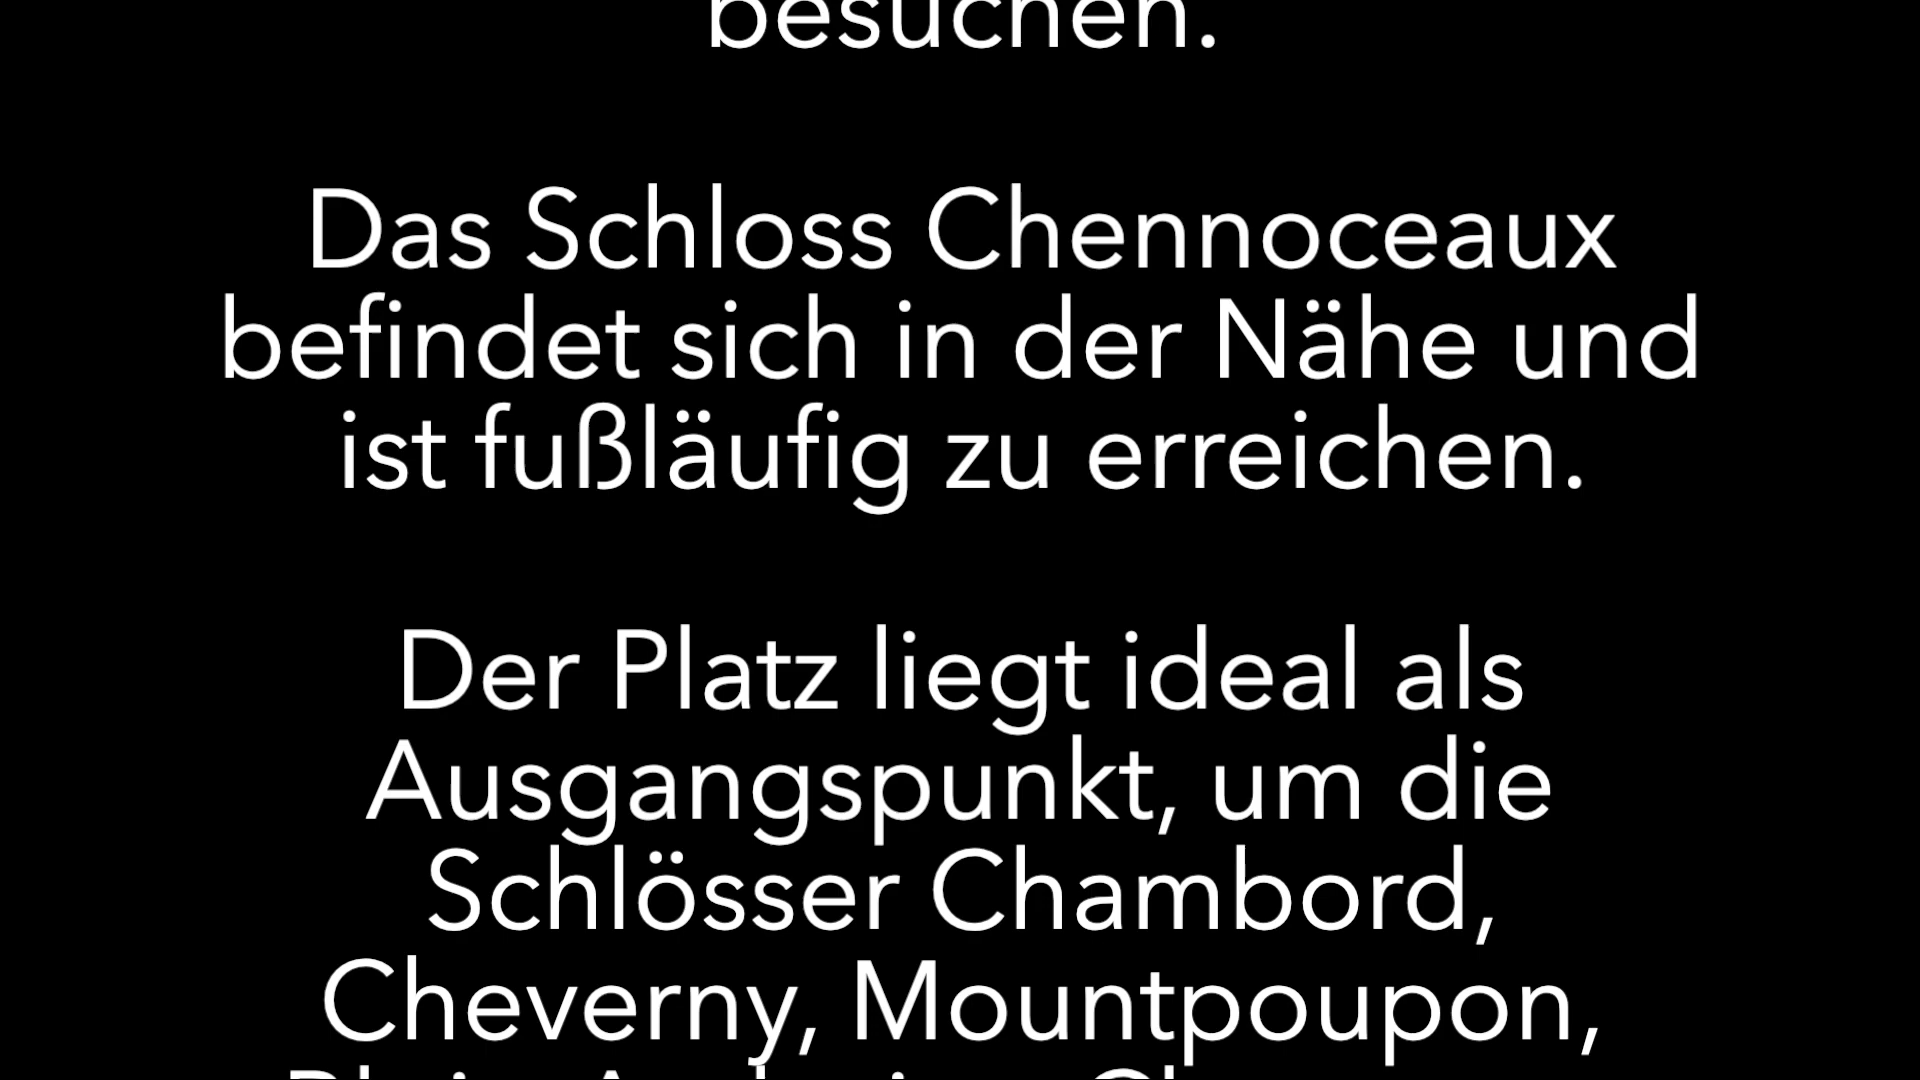 besuchen.
Das Schloss Chennoceaux
befindet sich in der Nähe und
ist fußläufig zu erreichen.
Der Platz liegt ideal als
Ausgangspunkt, um die
Schlösser Chambord,
Cheverny, Mountpoupon,